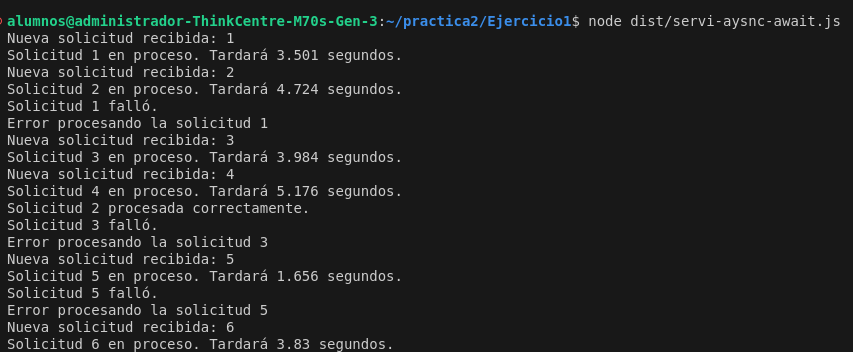 alumnos@administrador-ThinkCentre-M70s-Gen-3:~/practica2/Ejercicio1$ node dist/servi-aysnc-await.js
Nueva solicitud recibida: 1
Solicitud 1 en proceso. Tardará 3.501 segundos.
Nueva solicitud recibida: 2
Solicitud 2 en proceso. Tardará 4.724 segundos.
Solicitud 1 falló.
Error procesando la solicitud 1
Nueva solicitud recibida: 3
Solicitud 3 en proceso. Tardará 3.984 segundos.
Nueva solicitud recibida: 4
Solicitud 4 en proceso. Tardará 5.176 segundos.
Solicitud 2 procesada correctamente.
Solicitud 3 falló.
Error procesando la solicitud 3
Nueva solicitud recibida: 5
Solicitud 5 en proceso. Tardará 1.656 segundos.
Solicitud 5 falló.
Error procesando la solicitud 5
Nueva solicitud recibida: 6
Solicitud 6 en proceso. Tardará 3.83 segundos.